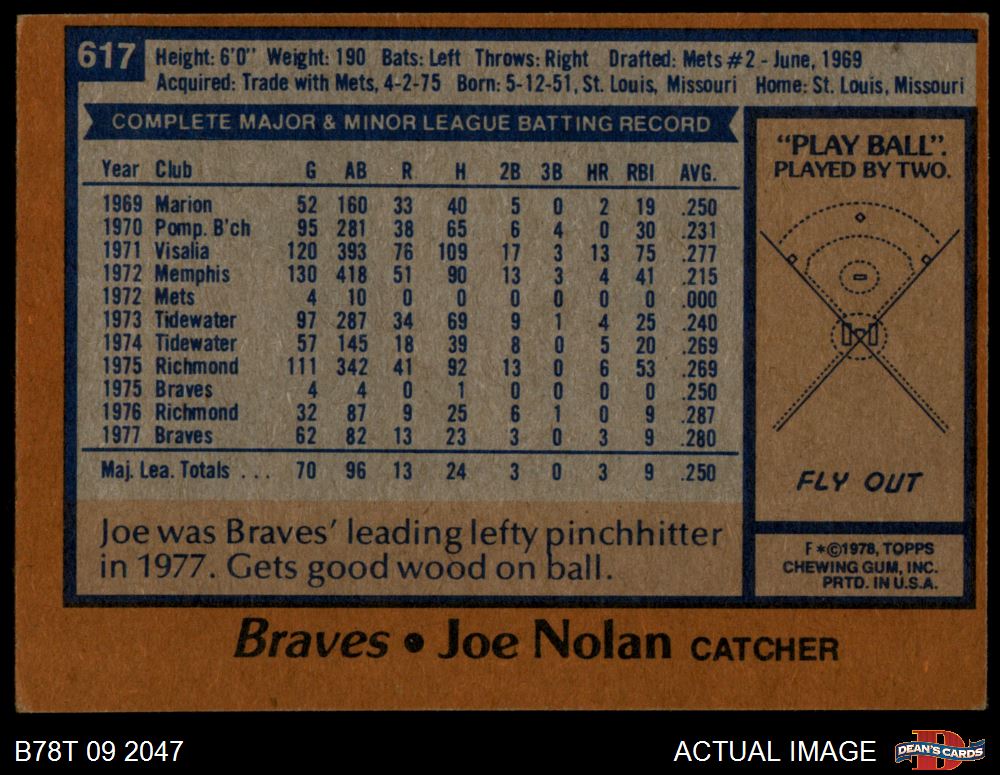 617
Height: 6'0" Weight: 190 Bats: Left Throws: Right Drafted: Mets #2 - June, 1969
Acquired: Trade with Mets, 4-2-75 Born: 5-12-51, St. Louis, Missouri Home: St. Louis, Missouri
COMPLETE MAJOR & MINOR LEAGUE BATTING RECORD
Year Club G AB R H 2B 3B HR RBI AVG.
1969 Marion 52 160 33 40 5 0 2 19 .250
1970 Pomp. B'ch 95 281 38 65 6 4 0 30 .231
1971 Visalia 120 393 76 109 17 3 13 75 .277
1972 Memphis 130 418 51 90 13 3 4 41 .215
1972 Mets 4 10 0 0 0 0 0 0 .000
1973 Tidewater 97 287 34 69 9 1 4 25 .240
1974 Tidewater 57 145 18 39 8 0 5 20 .269
1975 Richmond 111 342 41 92 13 0 6 53 .269
1975 Braves 4 4 0 1 0 0 0 0 .250
1976 Richmond 32 87 9 25 6 1 0 9 .287
1977 Braves 62 82 13 23 3 0 3 9 .280
Maj. Lea. Totals ... 70 96 13 24 3 0 3 9 .250
Joe was Braves' leading lefty pinchhitter
in 1977. Gets good wood on ball.
"PLAY BALL".
PLAYED BY TWO.
FLY OUT
F *©1978, TOPPS
CHEWING GUM, INC.
PRTD. IN U.S.A.
Braves • Joe Nolan CATCHER
B78T 09 2047
ACTUAL IMAGE
DEAN'S CARDS